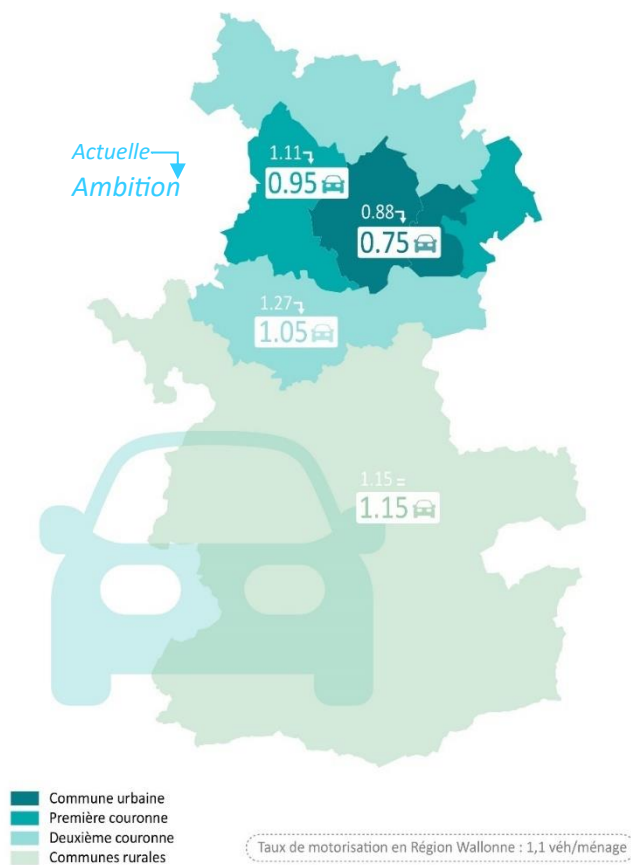 Actuelle
Ambition
1.11
0.95
0.88
0.75
1.27
1.05
1.15 =
1.15
Commune urbaine
Première couronne
Deuxième couronne
Communes rurales
Taux de motorisation en Région Wallonne : 1,1 véh/ménage